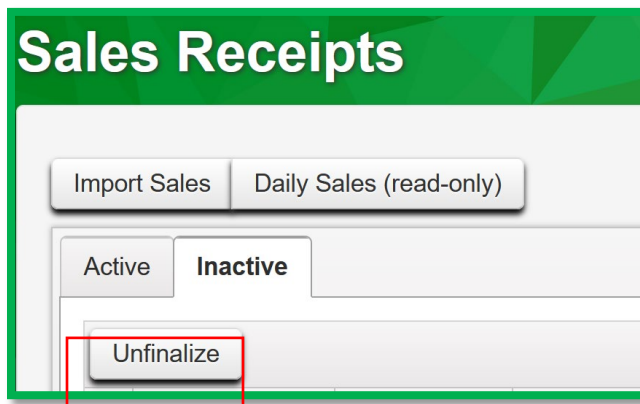 Sales Receipts
Import Sales Daily Sales (read-only)
Active Inactive
Unfinalize